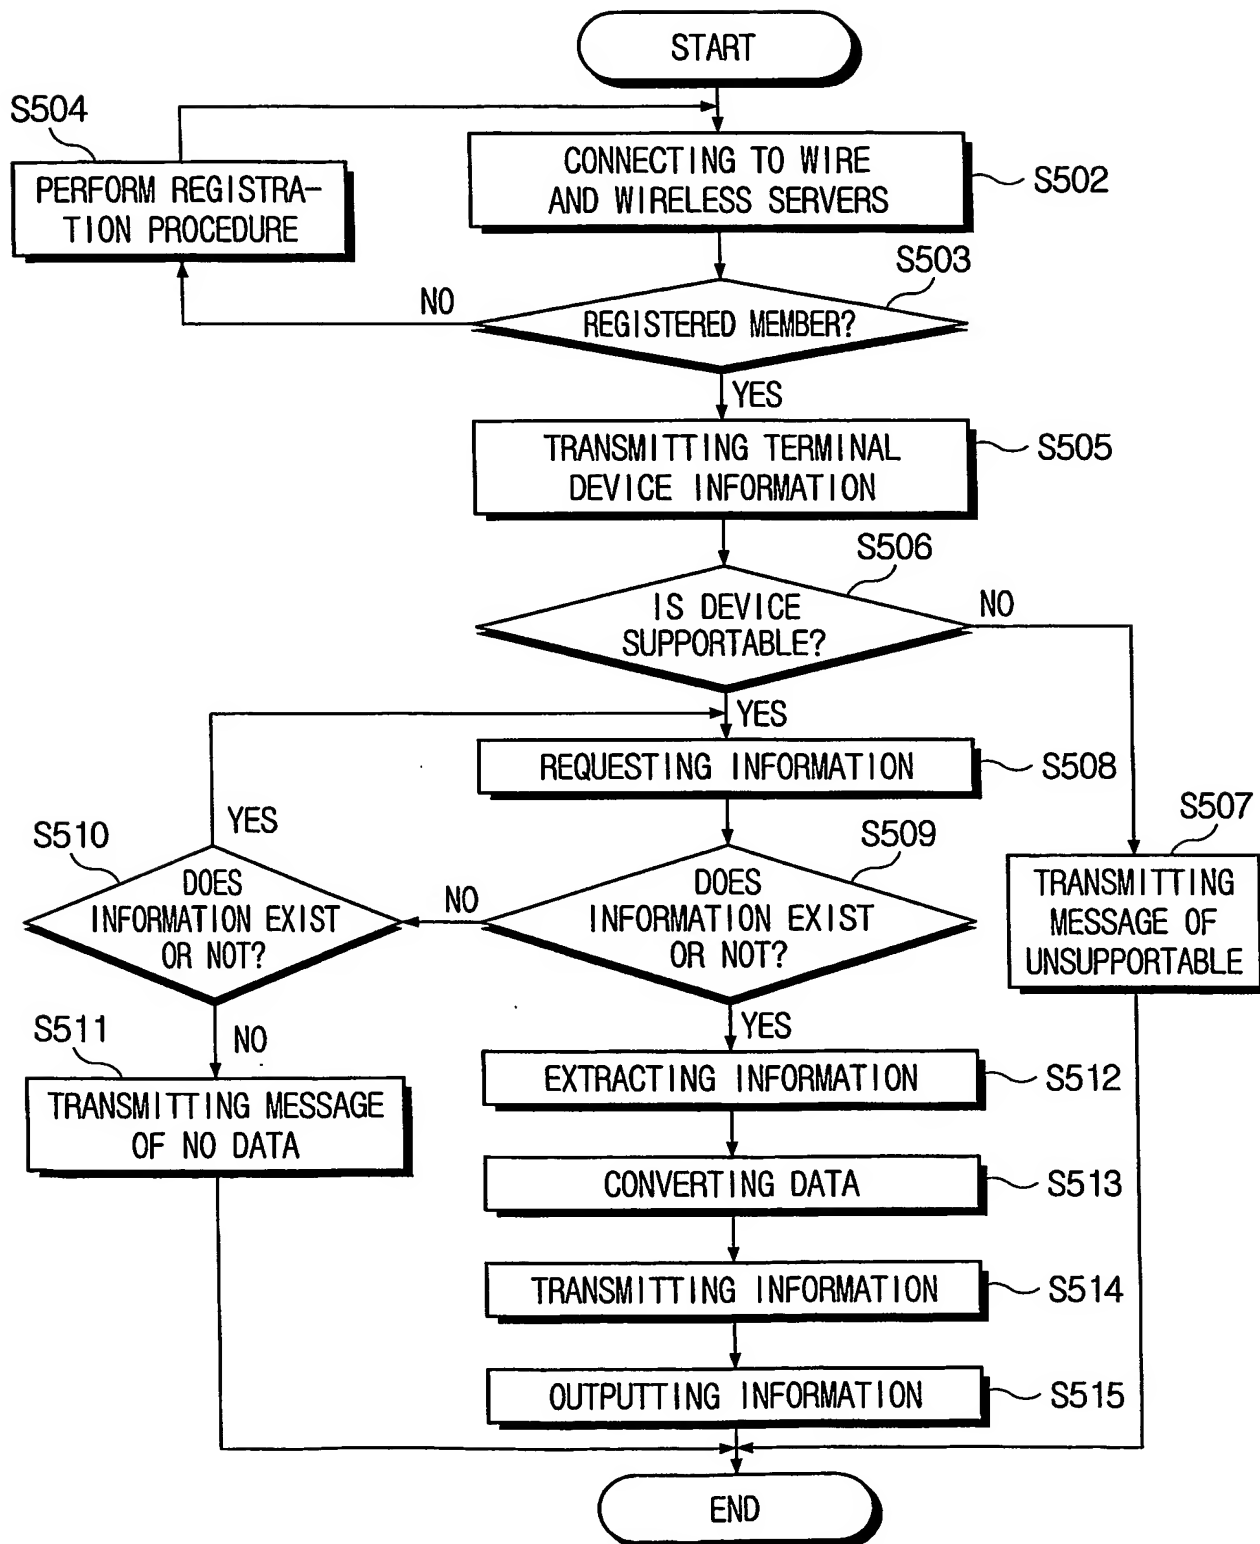 START
S504
PERFORM REGISTRA-
TION PROCEDURE
CONNECTING TO WIRE
AND WIRELESS SERVERS
S502
S503
NO
REGISTERED MEMBER?
YES
TRANSMITTING TERMINAL
DEVICE INFORMATION
S505
S506
IS DEVICE
SUPPORTABLE?
NO
YES
REQUESTING INFORMATION
S508
S507
TRANSMITTING
MESSAGE OF
UNSUPPORTABLE
S510
YES
DOES
INFORMATION EXIST
OR NOT?
NO
S509
DOES
INFORMATION EXIST
OR NOT?
S511
NO
TRANSMITTING MESSAGE
OF NO DATA
YES
EXTRACTING INFORMATION
S512
CONVERTING DATA
S513
TRANSMITTING INFORMATION
S514
OUTPUTTING INFORMATION
S515
END